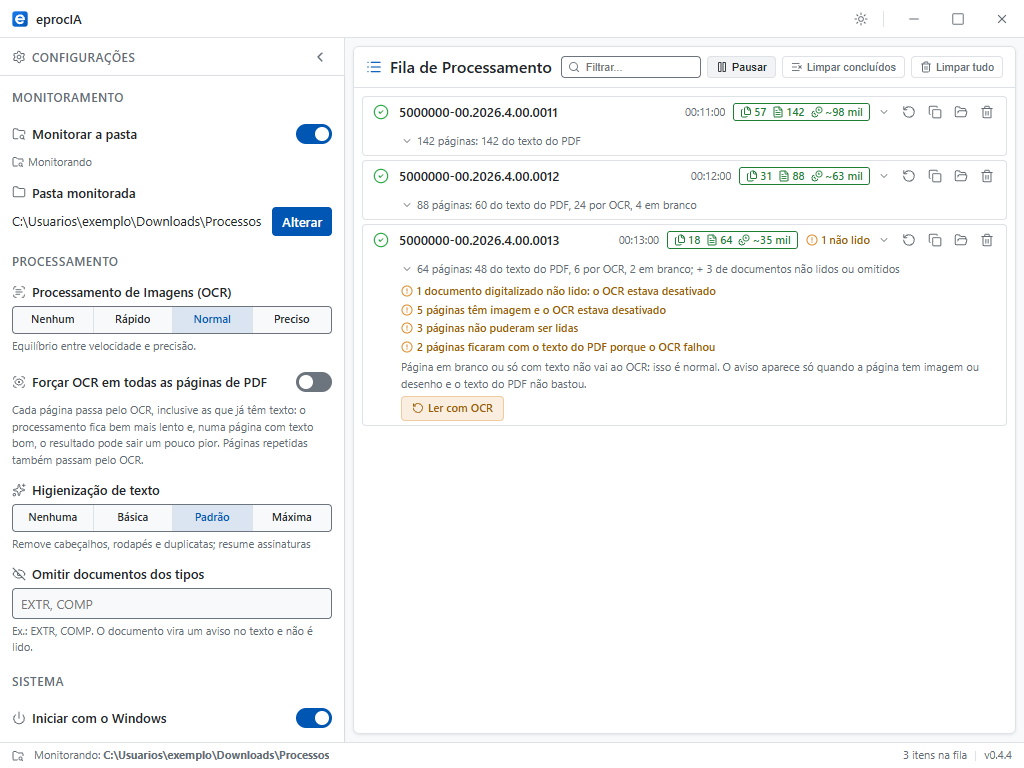 eprocIA
CONFIGURAÇÕES
MONITORAMENTO
Monitorar a pasta
Monitorando
Pasta monitorada
C:\Usuarios\exemplo\Downloads\Processos
Alterar
PROCESSAMENTO
Processamento de Imagens (OCR)
Nenhum Rápido Normal Preciso
Equilíbrio entre velocidade e precisão.
Forçar OCR em todas as páginas de PDF
Cada página passa pelo OCR, inclusive as que já têm texto: o
processamento fica bem mais lento e, numa página com texto
bom, o resultado pode sair um pouco pior. Páginas repetidas
também passam pelo OCR.
Higienização de texto
Nenhuma Básica Padrão Máxima
Remove cabeçalhos, rodapés e duplicatas; resume assinaturas
Omitir documentos dos tipos
EXTR, COMP
Ex.: EXTR, COMP. O documento vira um aviso no texto e não é
lido.
SISTEMA
Iniciar com o Windows
Fila de Processamento
Filtrar...
Pausar
Limpar concluídos
Limpar tudo
5000000-00.2026.4.00.0011 00:11:00 57 142 ~98 mil
142 páginas: 142 do texto do PDF
5000000-00.2026.4.00.0012 00:12:00 31 88 ~63 mil
88 páginas: 60 do texto do PDF, 24 por OCR, 4 em branco
5000000-00.2026.4.00.0013 00:13:00 18 64 ~35 mil 1 não lido
64 páginas: 48 do texto do PDF, 6 por OCR, 2 em branco; + 3 de documentos não lidos ou omitidos
1 documento digitalizado não lido: o OCR estava desativado
5 páginas têm imagem e o OCR estava desativado
3 páginas não puderam ser lidas
2 páginas ficaram com o texto do PDF porque o OCR falhou
Página em branco ou só com texto não vai ao OCR: isso é normal. O aviso aparece só quando a página tem imagem ou
desenho e o texto do PDF não bastou.
Ler com OCR
Monitorando: C:\Usuarios\exemplo\Downloads\Processos
3 itens na fila
v0.4.4